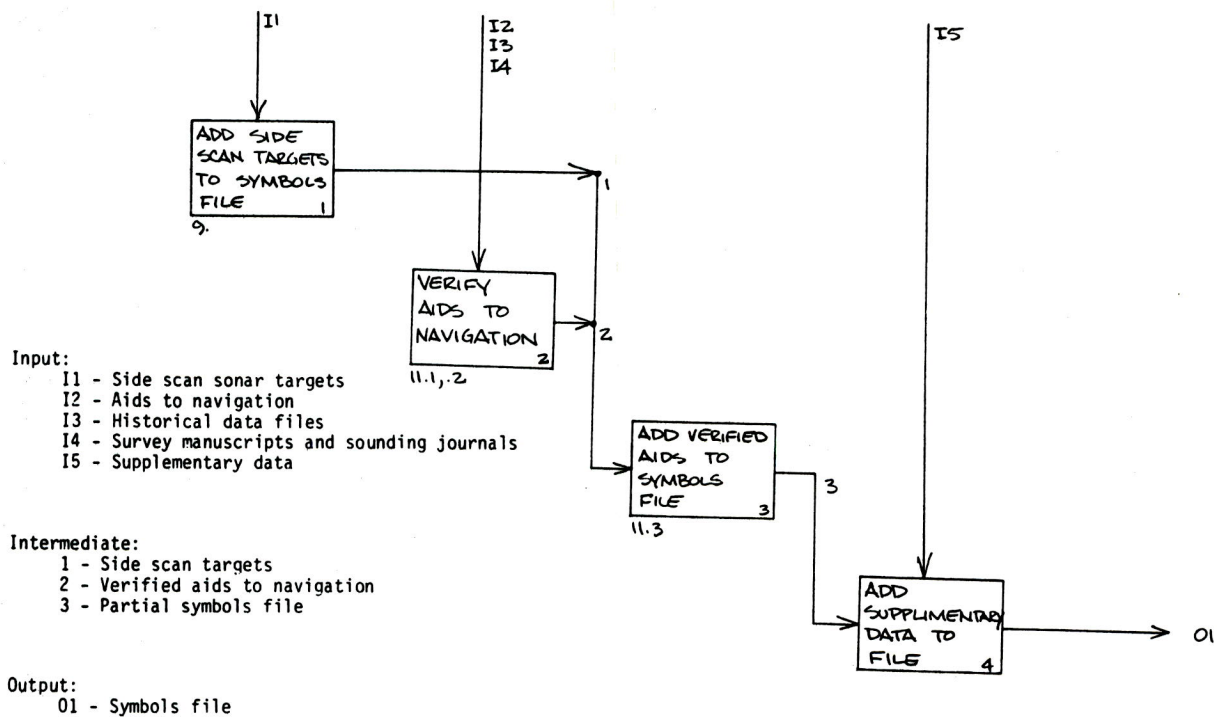 I1
I2
I3
I4
I5
ADD SIDE
SCAN TARGETS
TO SYMBOLS
FILE 1
9.
1
VERIFY
AIDS TO
NAVIGATION
2
11.1, .2
2
Input:
I1 - Side scan sonar targets
I2 - Aids to navigation
I3 - Historical data files
I4 - Survey manuscripts and sounding journals
I5 - Supplementary data
ADD VERIFIED
AIDS TO
SYMBOLS
FILE 3
11.3
3
Intermediate:
1 - Side scan targets
2 - Verified aids to navigation
3 - Partial symbols file
ADD
SUPPLIMENTARY
DATA TO
FILE 4
O1
Output:
O1 - Symbols file